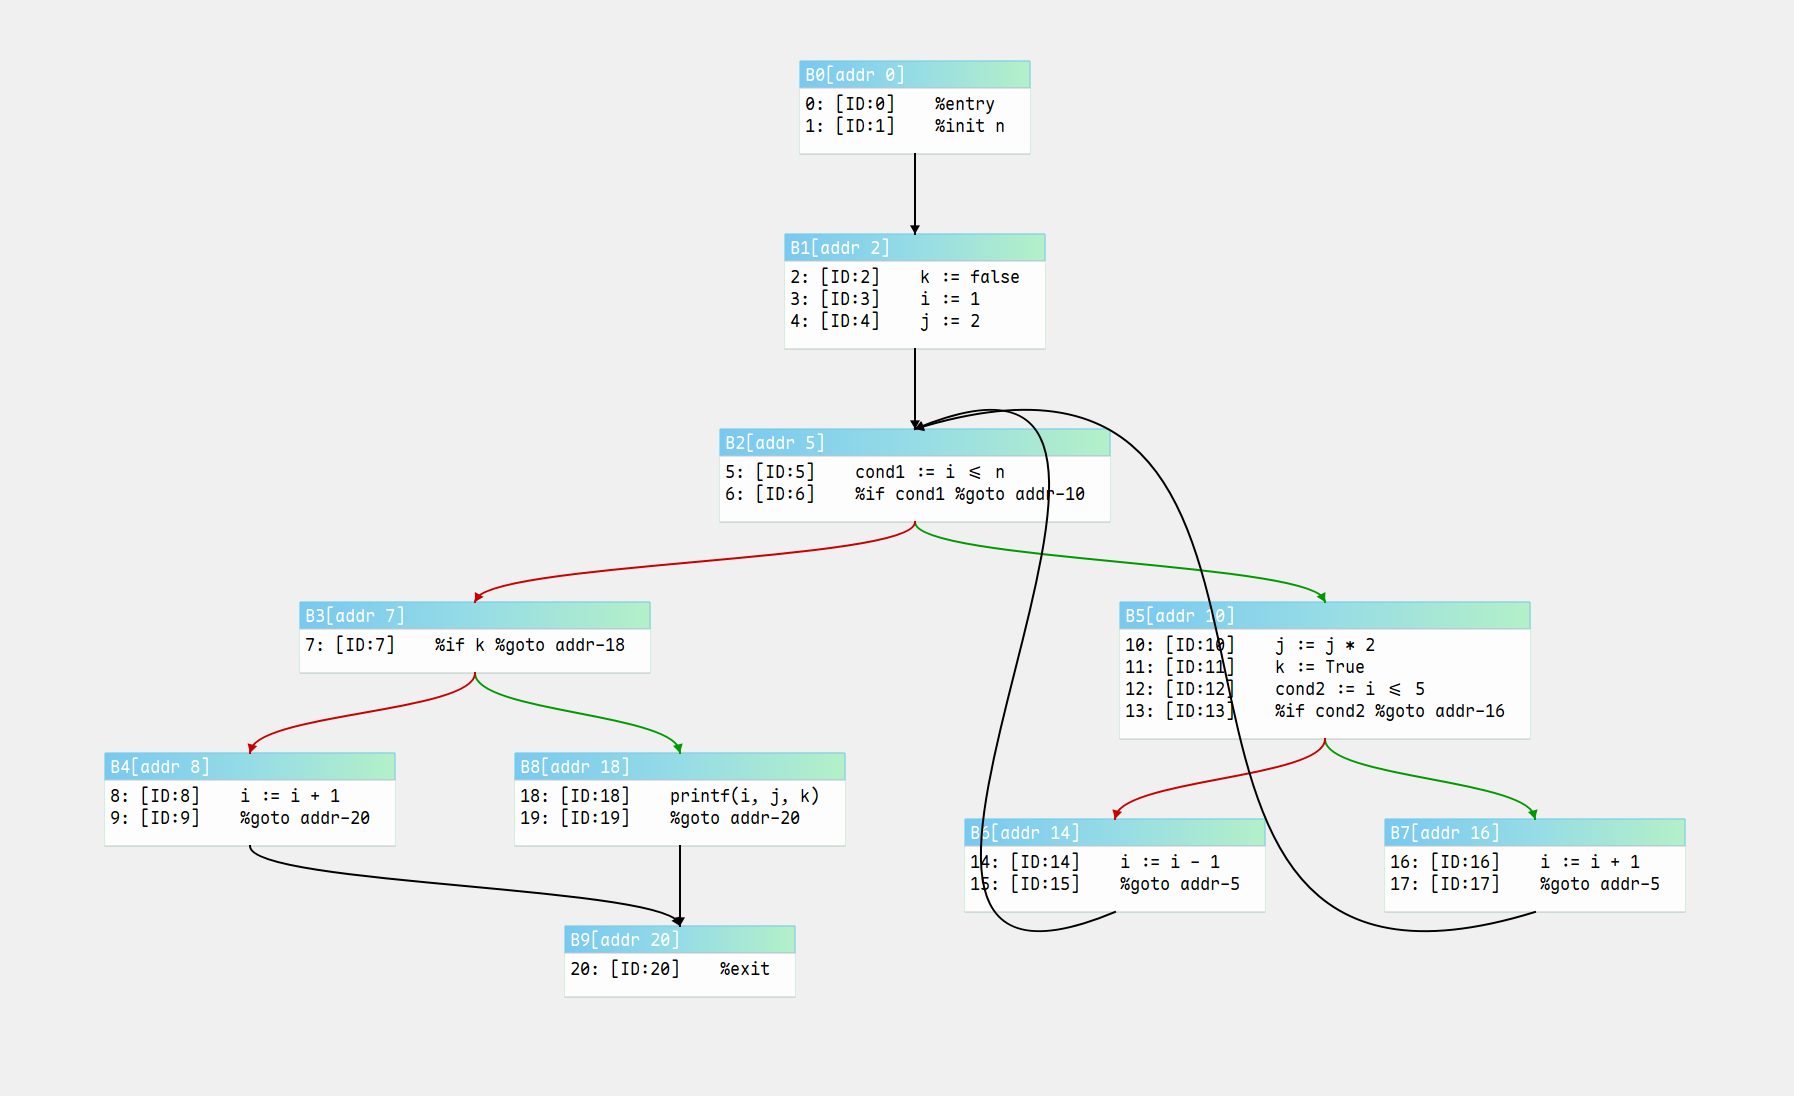 B0[addr 0]
0: [ID:0]    %entry
1: [ID:1]    %init n
B1[addr 2]
2: [ID:2]    k := false
3: [ID:3]    i := 1
4: [ID:4]    j := 2
B2[addr 5]
5: [ID:5]    cond1 := i ⩽ n
6: [ID:6]    %if cond1 %goto addr-10
B3[addr 7]
7: [ID:7]    %if k %goto addr-18
B5[addr 10]
10: [ID:10]    j := j * 2
11: [ID:11]    k := True
12: [ID:12]    cond2 := i ⩽ 5
13: [ID:13]    %if cond2 %goto addr-16
B4[addr 8]
8: [ID:8]    i := i + 1
9: [ID:9]    %goto addr-20
B8[addr 18]
18: [ID:18]    printf(i, j, k)
19: [ID:19]    %goto addr-20
B6[addr 14]
14: [ID:14]    i := i - 1
15: [ID:15]    %goto addr-5
B7[addr 16]
16: [ID:16]    i := i + 1
17: [ID:17]    %goto addr-5
B9[addr 20]
20: [ID:20]    %exit